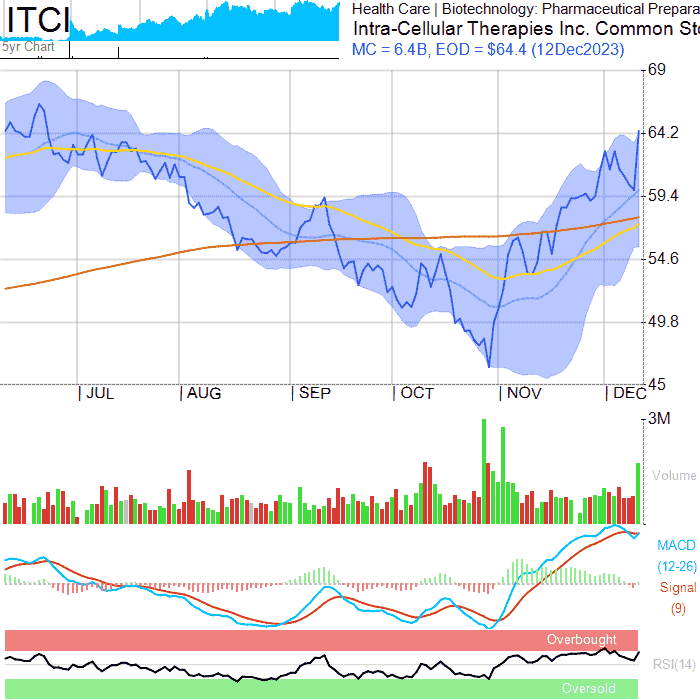 ITCI
5yr Chart
Health Care | Biotechnology: Pharmaceutical Prepara
Intra-Cellular Therapies Inc. Common Sto
MC = 6.4B, EOD = $64.4 (12Dec2023)
69
64.2
59.4
54.6
49.8
45
JUL AUG SEP OCT NOV DEC
3M
Volume
MACD
(12-26)
Signal
(9)
Overbought
RSI(14)
Oversold